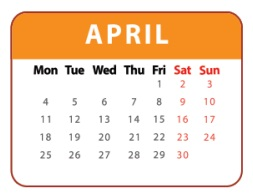 APRIL
Mon Tue Wed Thu Fri Sat Sun
1 2 3
4 5 6 7 8 9 10
11 12 13 14 15 16 17
18 19 20 21 22 23 24
25 26 27 28 29 30